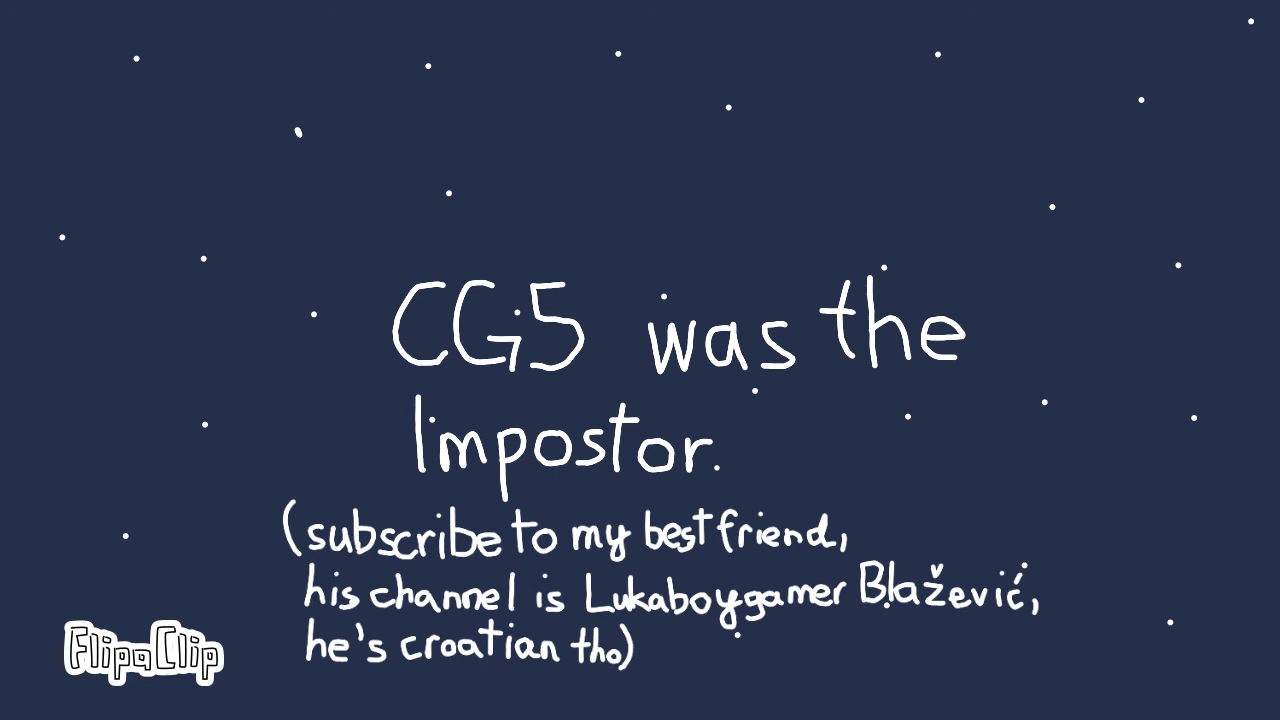 CG5 was the
Impostor.
(subscribe to my best friend,
his channel is Lukaboygamer Blažević,
he's croatian tho)
FlipaClip